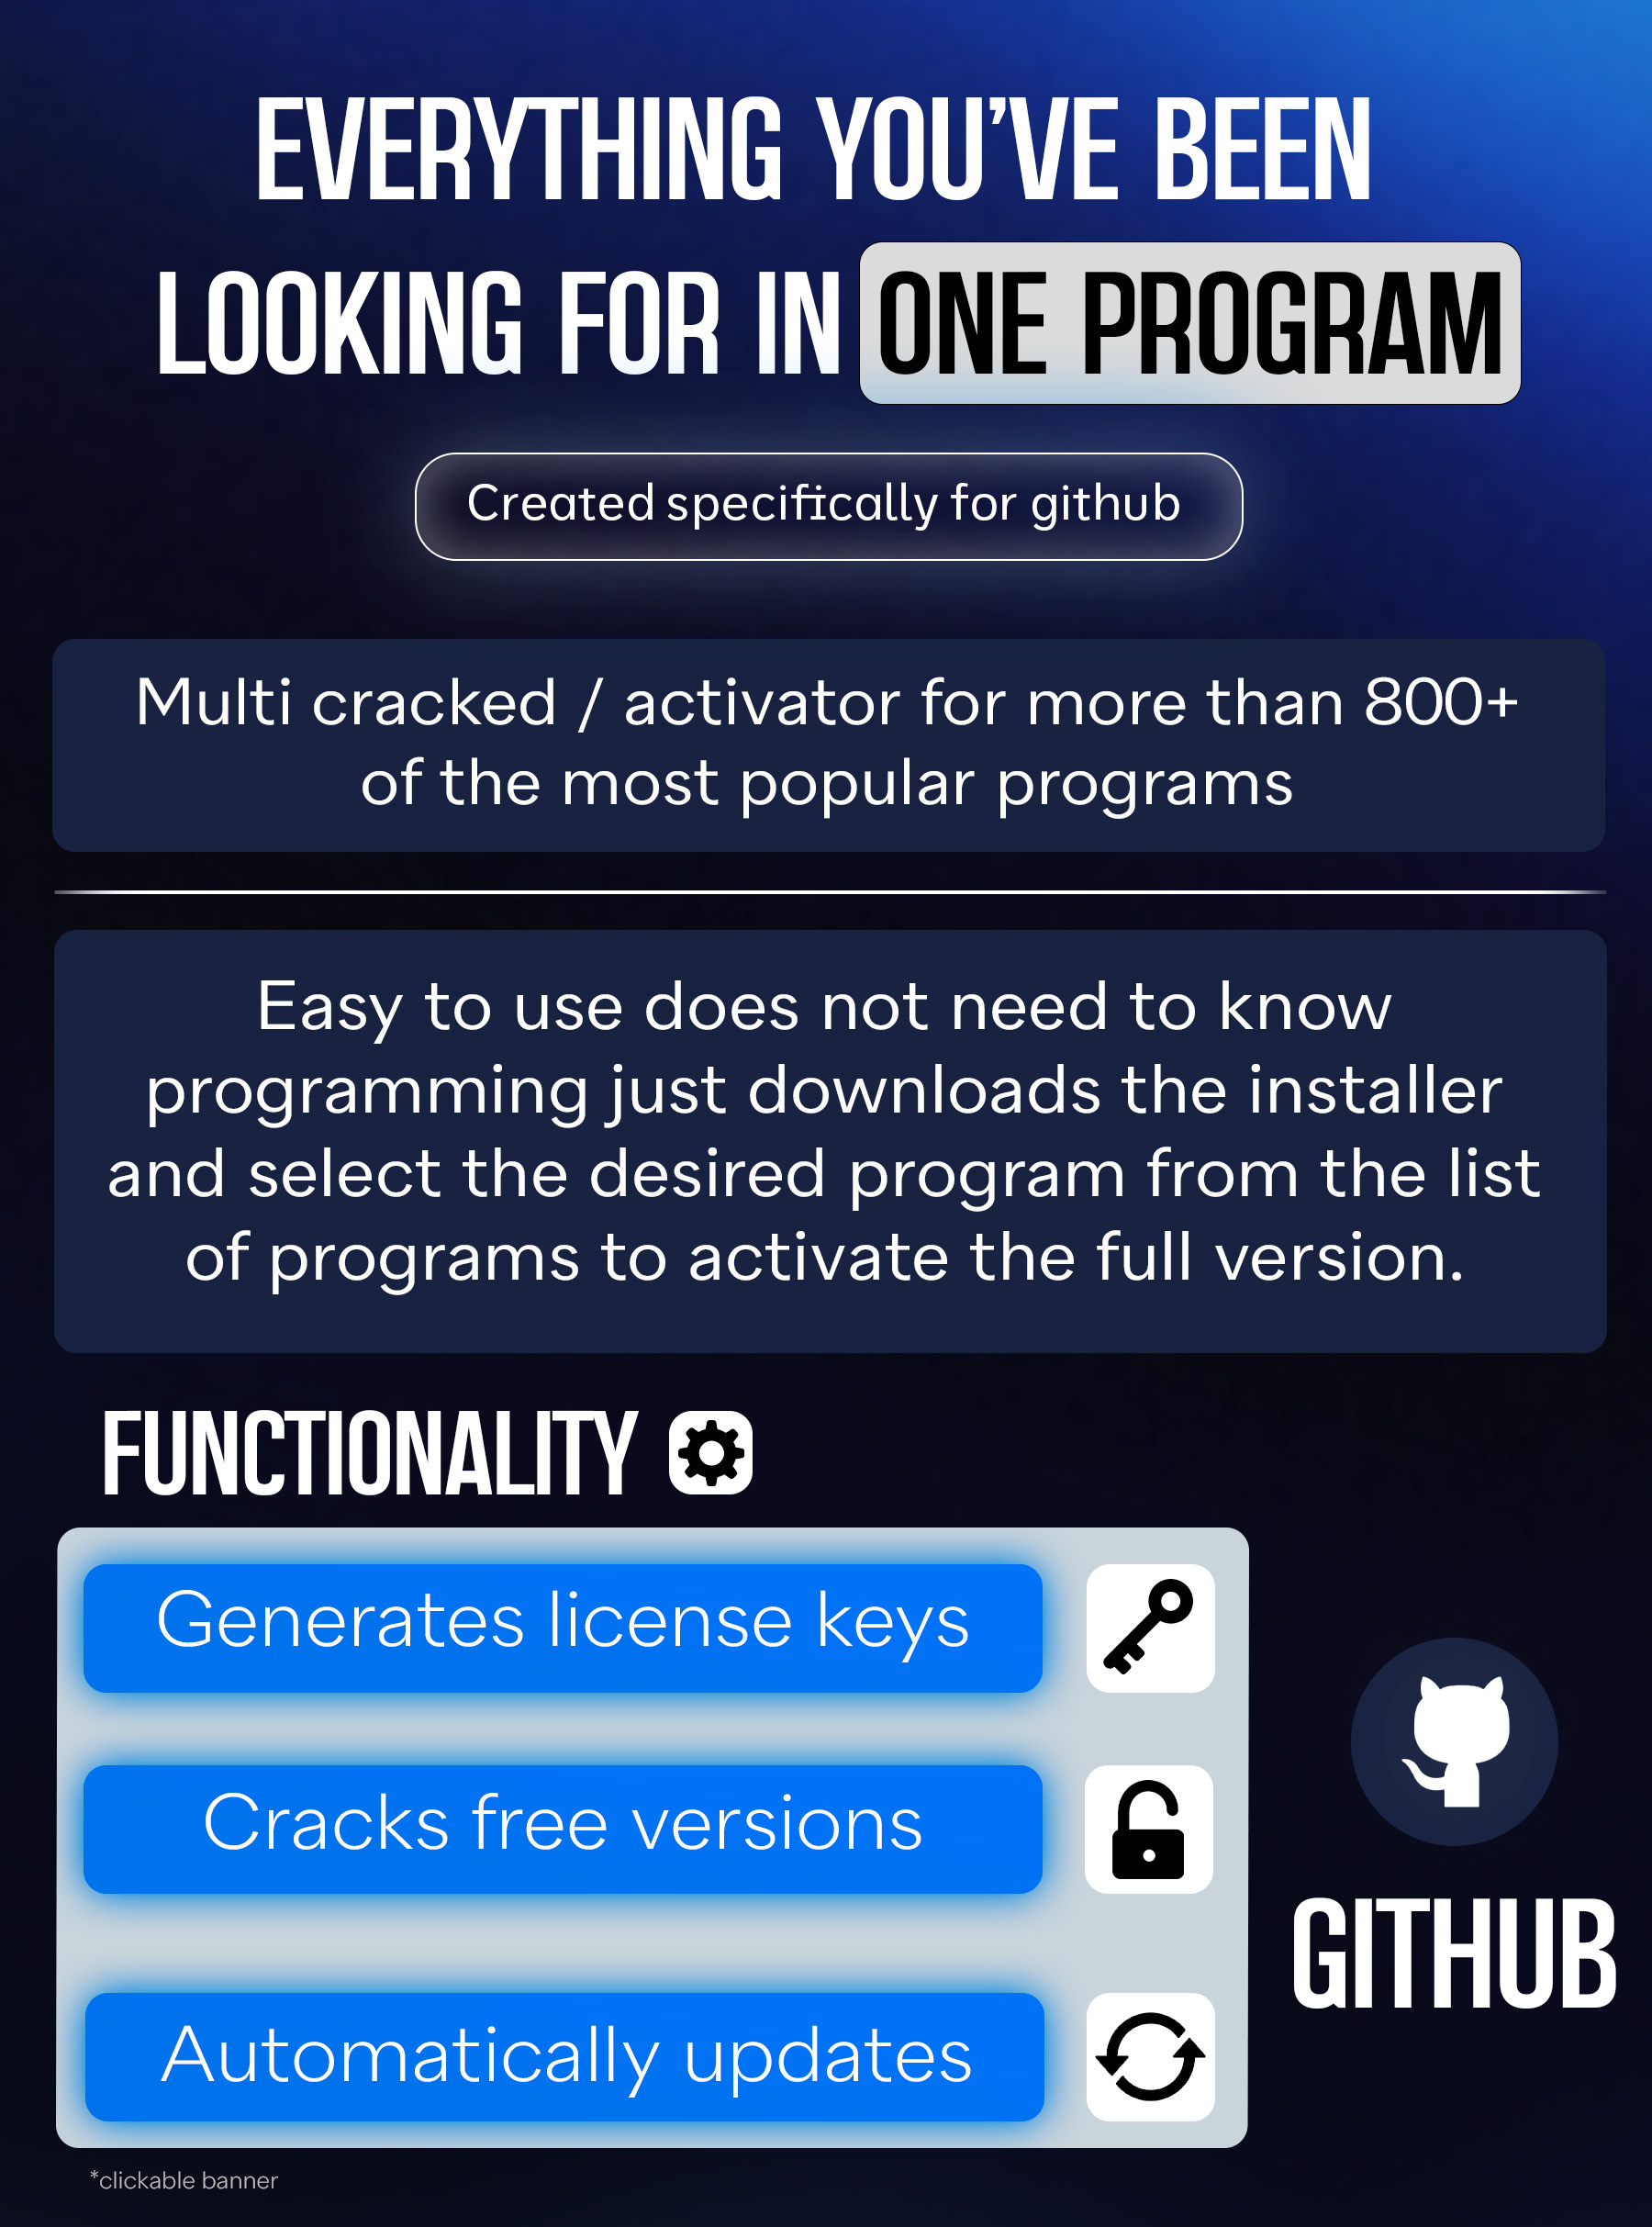 EVERYTHING YOU'VE BEEN
LOOKING FOR IN ONE PROGRAM
Created specifically for github
Multi cracked / activator for more than 800+
of the most popular programs
Easy to use does not need to know
programming just downloads the installer
and select the desired program from the list
of programs to activate the full version.
FUNCTIONALITY
Generates license keys
Cracks free versions
Automatically updates
GITHUB
*clickable banner